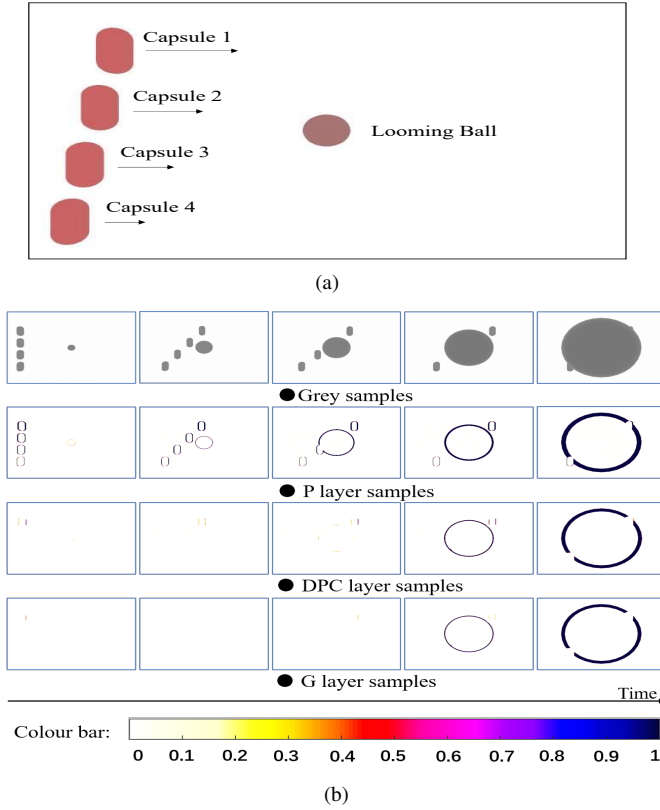 Capsule 1
Capsule 2
Looming Ball
Capsule 3
Capsule 4
(a)
Grey samples
P layer samples
DPC layer samples
G layer samples
Time
Colour bar:
0 0.1 0.2 0.3 0.4 0.5 0.6 0.7 0.8 0.9 1
(b)